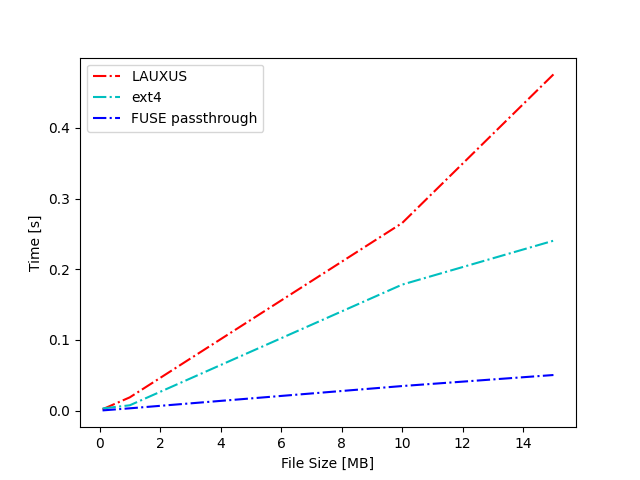 LAUXUS
ext4
FUSE passthrough
Time [s]
0.4
0.3
0.2
0.1
0.0
0 2 4 6 8 10 12 14
File Size [MB]